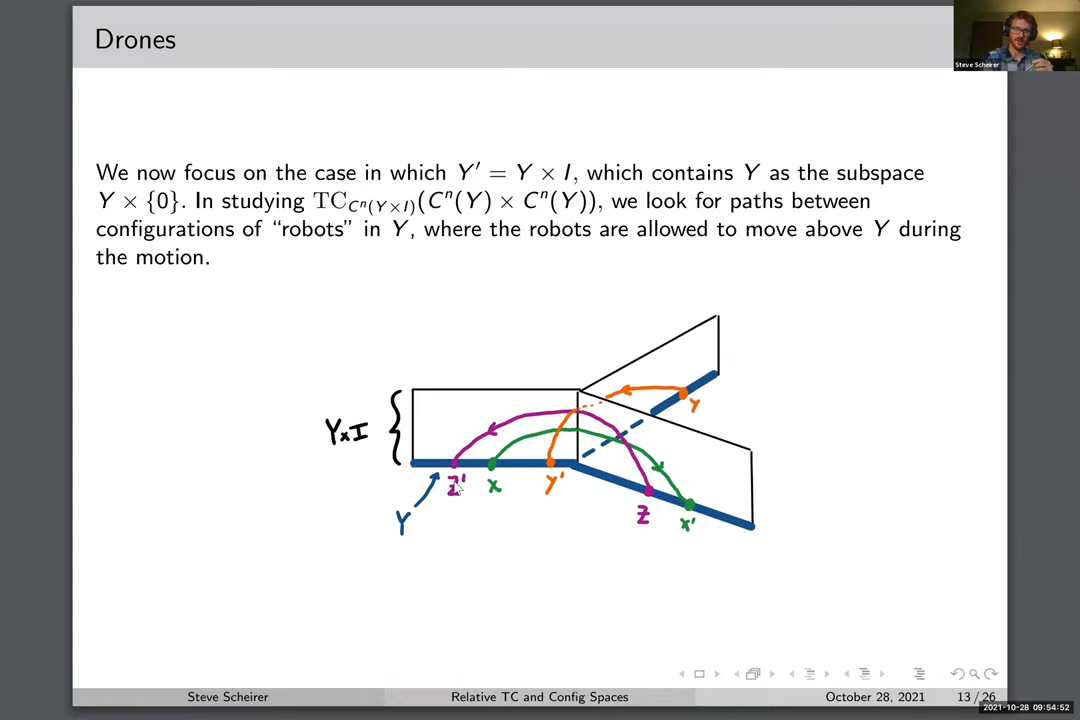 Drones
Steve Scheirer
We now focus on the case in which Y′ = Y × I, which contains Y as the subspace
Y × {0}. In studying TC_{Cⁿ(Y×I)}(Cⁿ(Y) × Cⁿ(Y)), we look for paths between
configurations of “robots” in Y, where the robots are allowed to move above Y during
the motion.
Y×I
y
z'
x
y'
z
x'
Y
Steve Scheirer
Relative TC and Config Spaces
October 28, 2021
13 / 26
2021-10-28 09:54:52